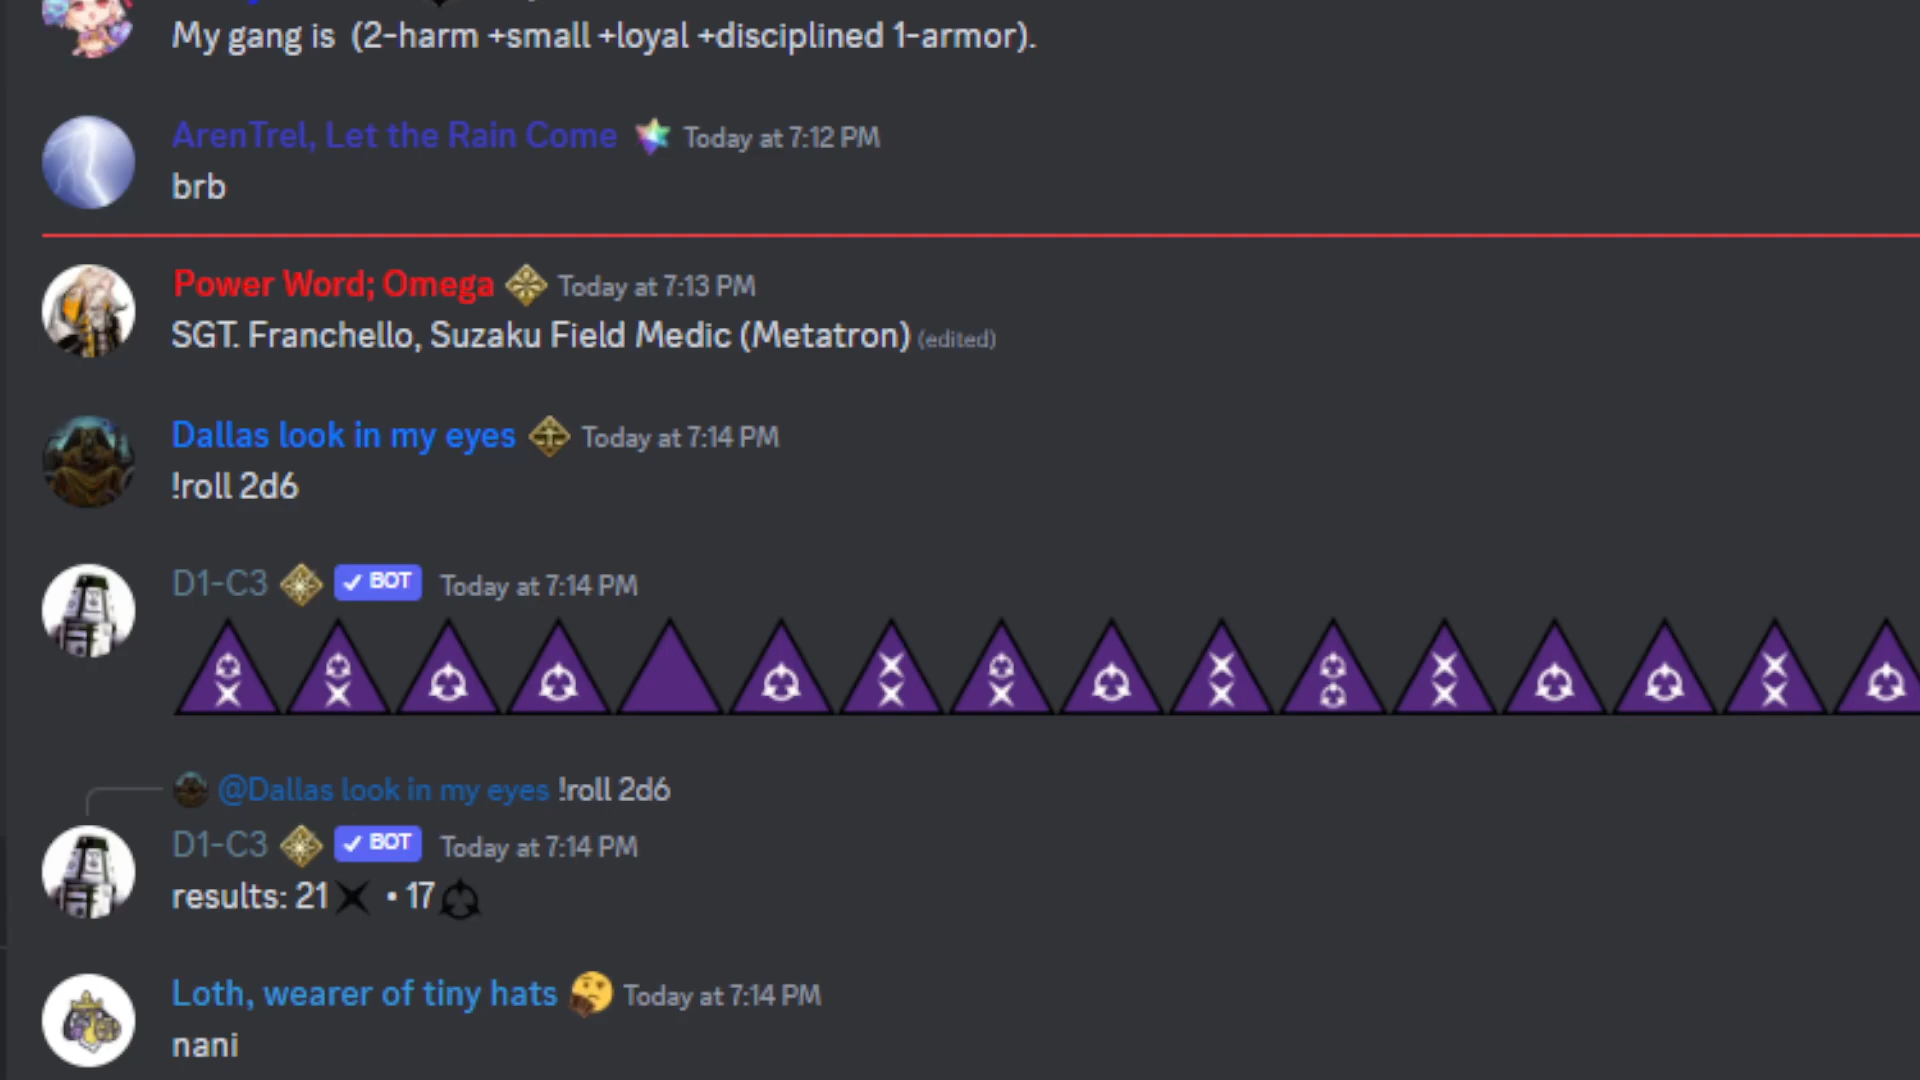 My gang is (2-harm +small +loyal +disciplined 1-armor).
ArenTrel, Let the Rain Come Today at 7:12 PM
brb
Power Word; Omega Today at 7:13 PM
SGT. Franchello, Suzaku Field Medic (Metatron) (edited)
Dallas look in my eyes Today at 7:14 PM
!roll 2d6
D1-C3 ✓ BOT Today at 7:14 PM
@Dallas look in my eyes !roll 2d6
D1-C3 ✓ BOT Today at 7:14 PM
results: 21 • 17
Loth, wearer of tiny hats Today at 7:14 PM
nani